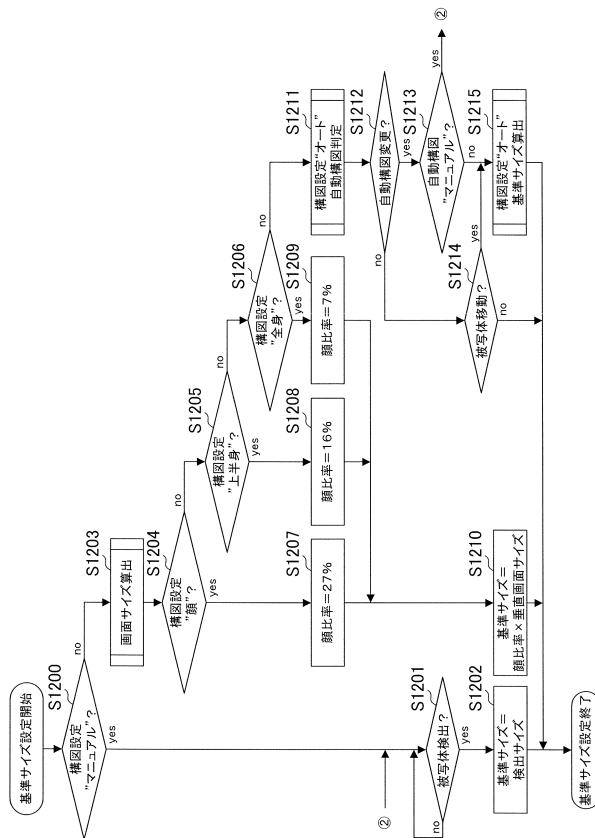 基準サイズ設定開始
S1200
構図設定
"マニュアル"?
no
yes
S1203
画面サイズ算出
S1204
構図設定
"顔"?
no
yes
S1205
構図設定
"上半身"?
no
yes
S1206
構図設定
"全身"?
no
yes
S1207
顔比率=27%
S1208
顔比率=16%
S1209
顔比率=7%
S1211
構図設定"オート"
自動構図判定
S1212
自動構図変更?
no
yes
S1213
自動構図
"マニュアル"?
yes
②
no
S1214
被写体移動?
yes
no
S1215
構図設定"オート"
基準サイズ算出
②
S1201
被写体検出?
no
yes
S1202
基準サイズ=
検出サイズ
S1210
基準サイズ=
顔比率×垂直画面サイズ
基準サイズ設定終了